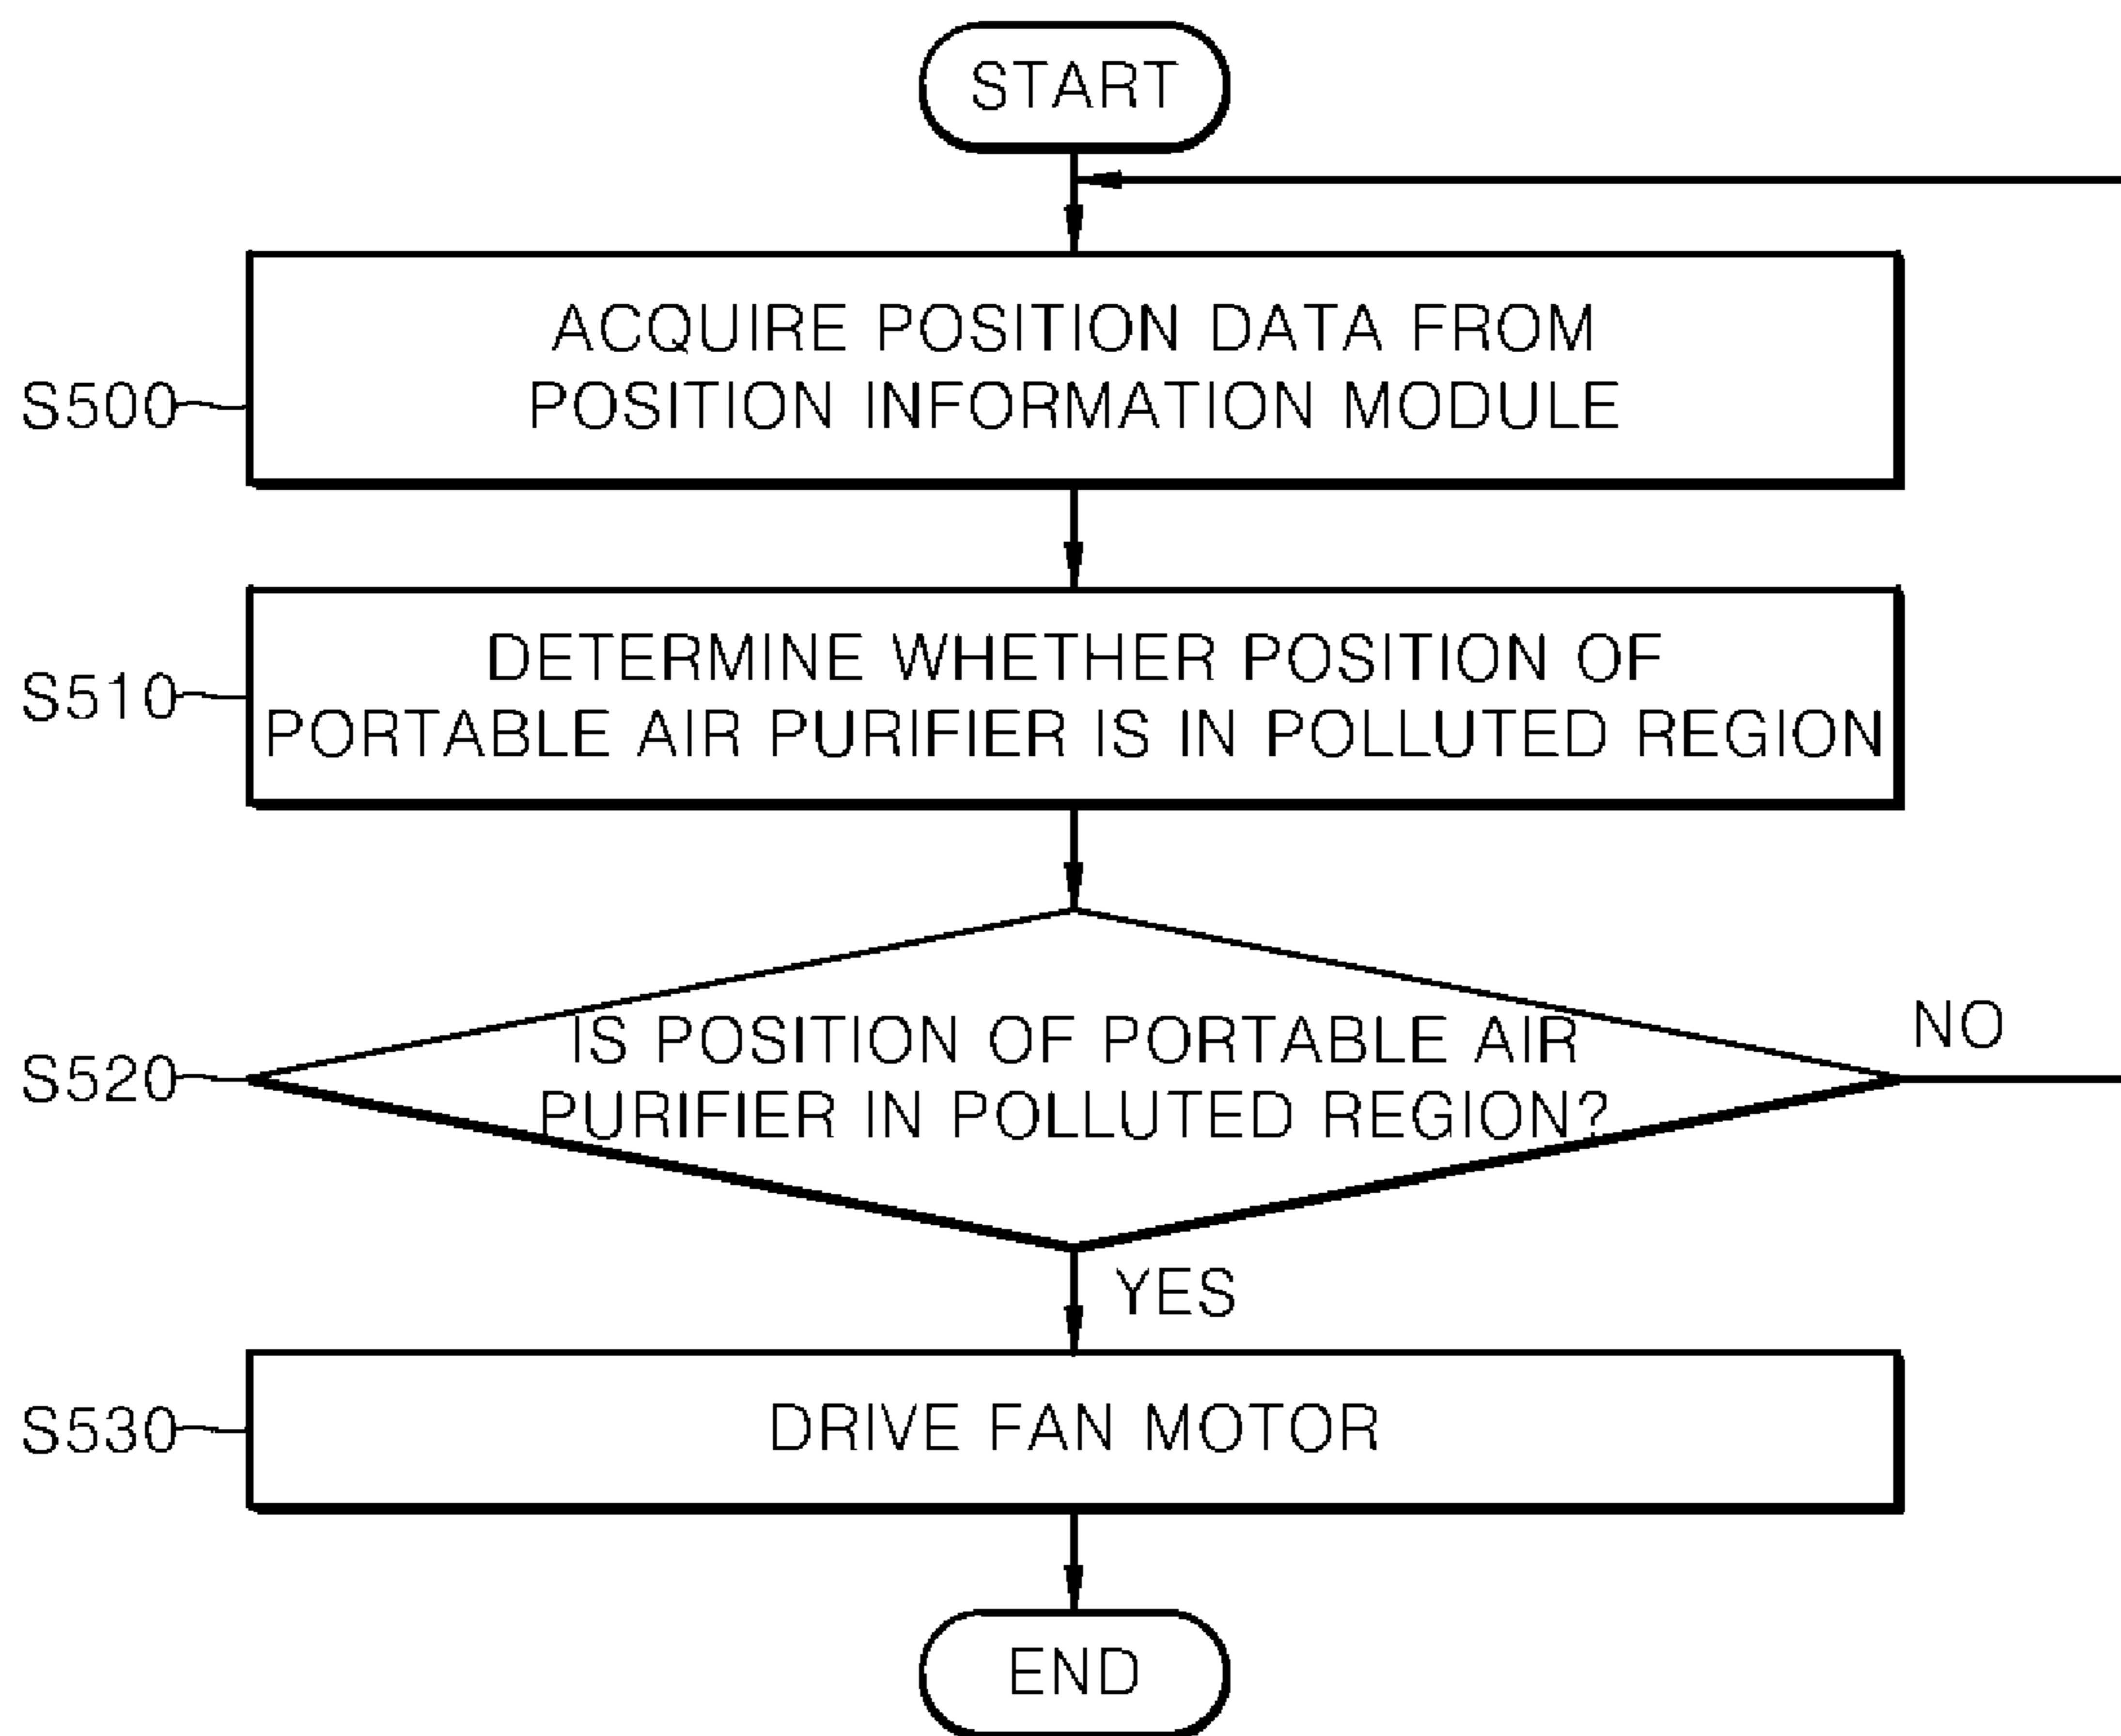 START
ACQUIRE POSITION DATA FROM
POSITION INFORMATION MODULE
S500
DETERMINE WHETHER POSITION OF
PORTABLE AIR PURIFIER IS IN POLLUTED REGION
S510
IS POSITION OF PORTABLE AIR
PURIFIER IN POLLUTED REGION?
S520
NO
YES
DRIVE FAN MOTOR
S530
END